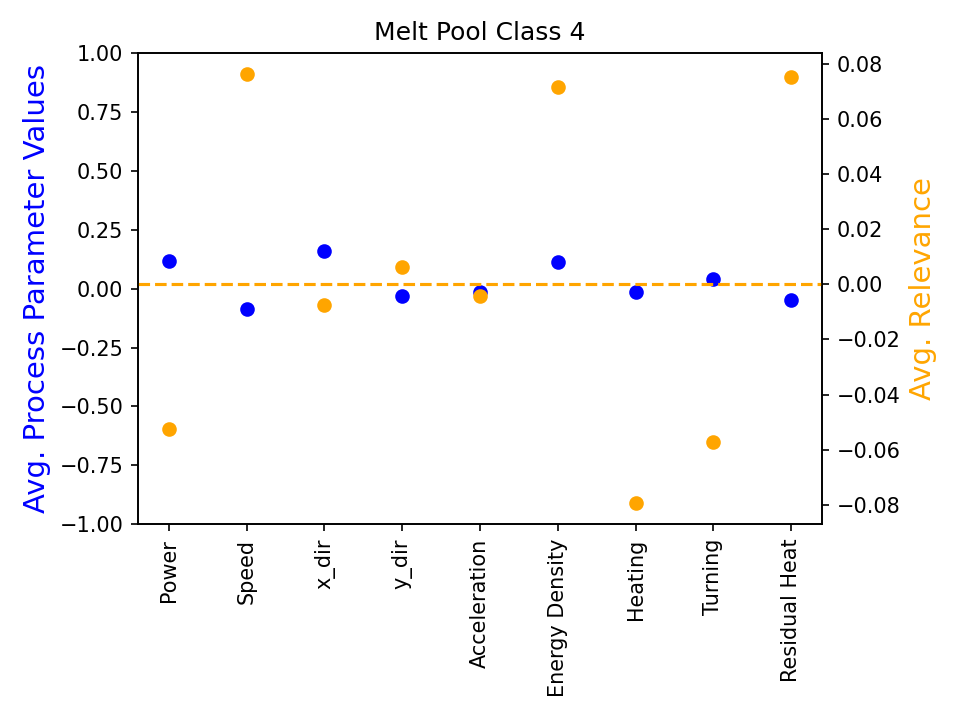 Melt Pool Class 4
Avg. Process Parameter Values
1.00
0.75
0.50
0.25
0.00
−0.25
−0.50
−0.75
−1.00
0.08
0.06
0.04
0.02
0.00
−0.02
−0.04
−0.06
−0.08
Avg. Relevance
Power
Speed
x_dir
y_dir
Acceleration
Energy Density
Heating
Turning
Residual Heat